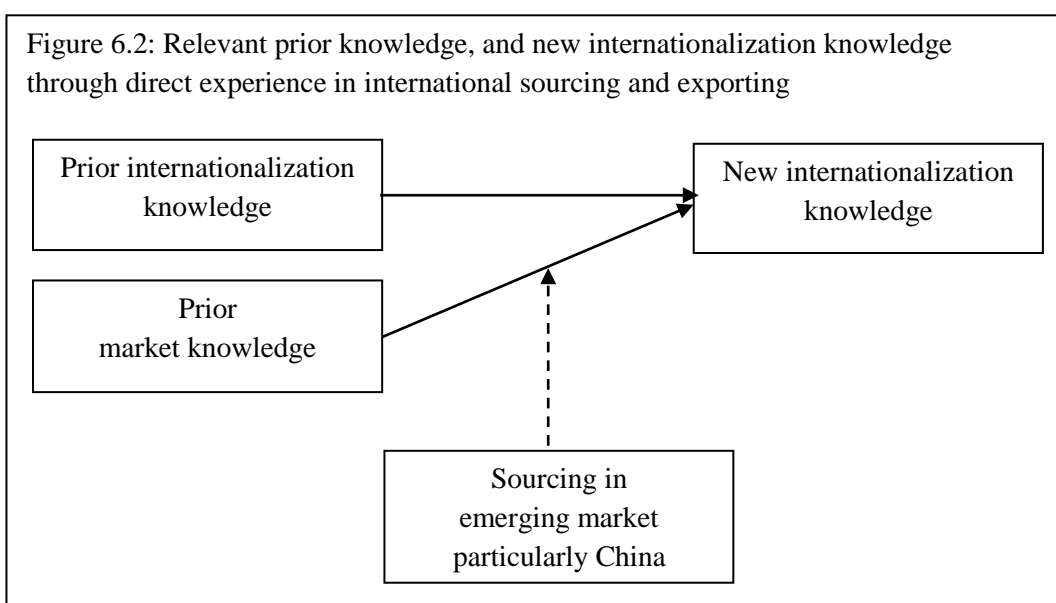 Figure 6.2: Relevant prior knowledge, and new internationalization knowledge
through direct experience in international sourcing and exporting
Prior internationalization
knowledge
New internationalization
knowledge
Prior
market knowledge
Sourcing in
emerging market
particularly China